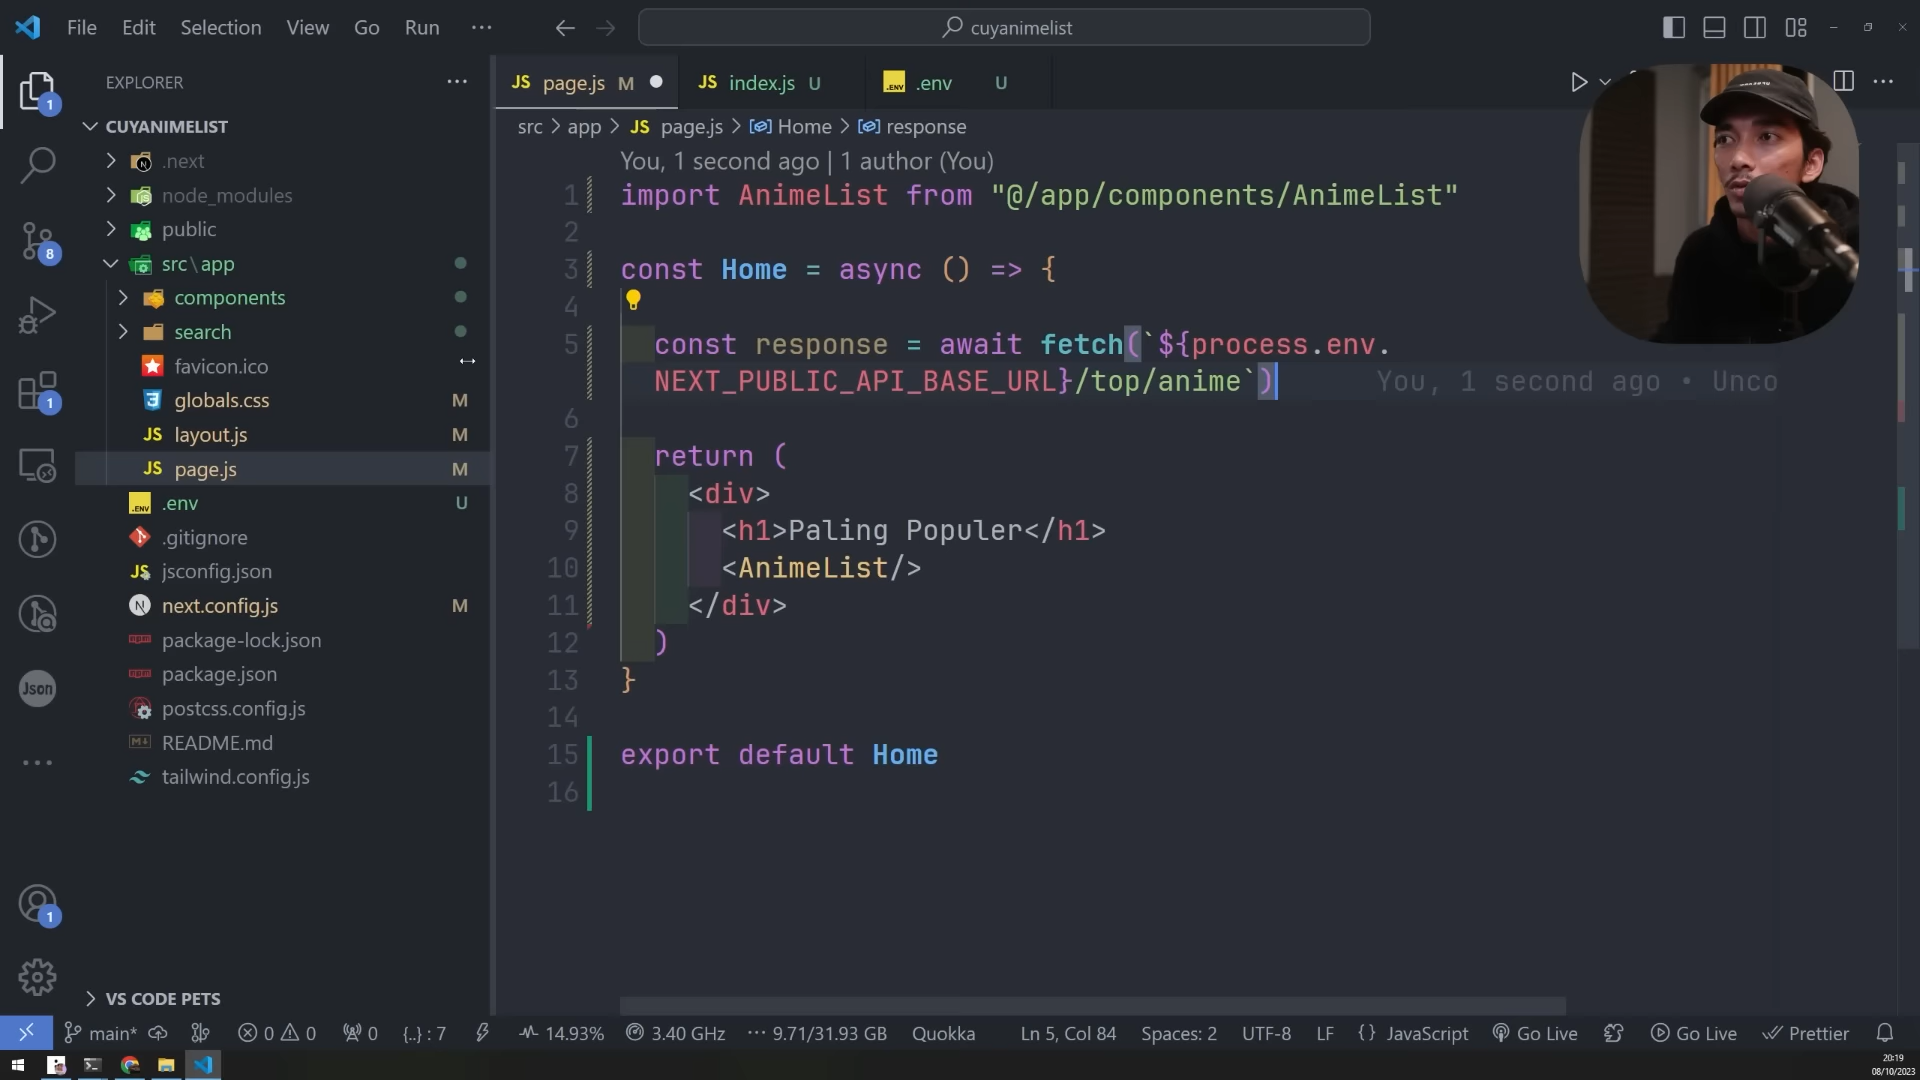 File Edit Selection View Go Run ···
cuyanimelist
EXPLORER ···
1
CUYANIMELIST
.next
node_modules
public
8
src\app
components
search
favicon.ico
1
globals.css M
layout.js M
page.js M
.env U
.gitignore
jsconfig.json
next.config.js M
package-lock.json
Json
package.json
postcss.config.js
README.md
tailwind.config.js
1
VS CODE PETS
JS page.js M
JS index.js U
.env U
src > app > JS page.js > Home > response
You, 1 second ago | 1 author (You)
1 import AnimeList from "@/app/components/AnimeList"
2
3 const Home = async () => {
4
5 const response = await fetch(`${process.env.
NEXT_PUBLIC_API_BASE_URL}/top/anime`) You, 1 second ago • Unco
6
7 return (
8 <div>
9 <h1>Paling Populer</h1>
10 <AnimeList/>
11 </div>
12 )
13 }
14
15 export default Home
16
main* 0 0 0 {..} : 7 14.93% 3.40 GHz ··· 9.71/31.93 GB Quokka Ln 5, Col 84 Spaces: 2 UTF-8 LF { } JavaScript Go Live Go Live Prettier
20:19
08/10/2023